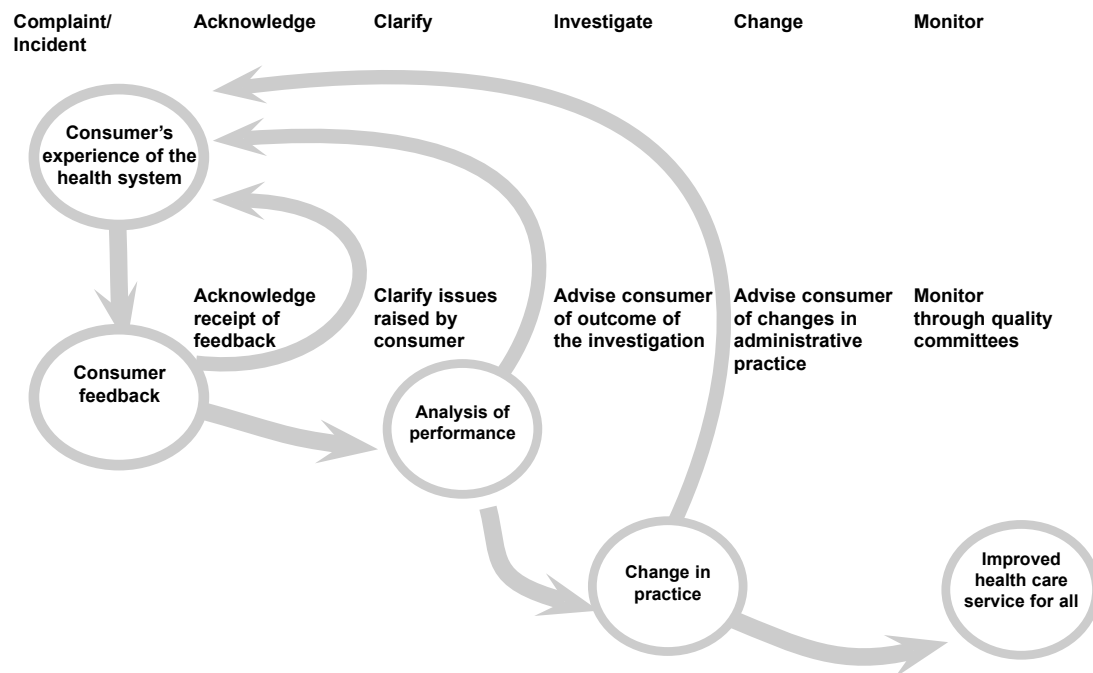 Complaint/
Incident
Acknowledge
Clarify
Investigate
Change
Monitor
Consumer’s
experience of the
health system
Acknowledge
receipt of
feedback
Clarify issues
raised by
consumer
Advise consumer
of outcome of
the investigation
Advise consumer
of changes in
administrative
practice
Monitor
through quality
committees
Consumer
feedback
Analysis of
performance
Change in
practice
Improved
health care
service for all